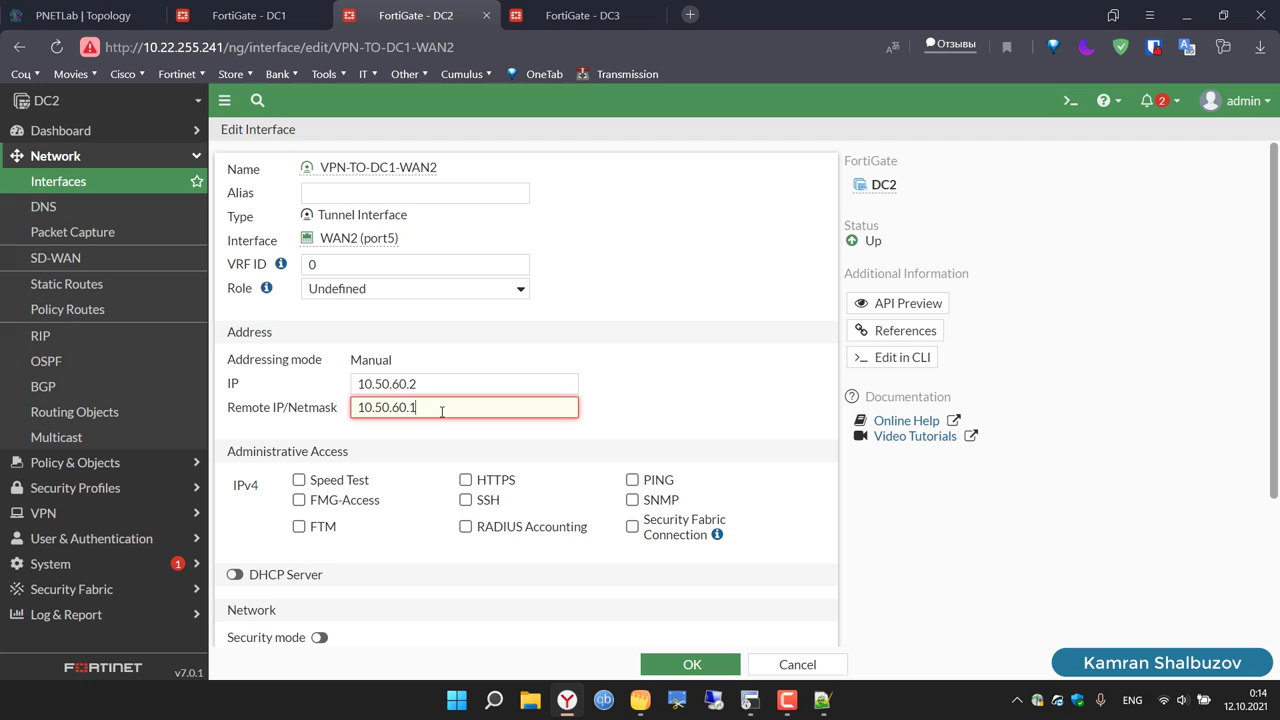 PNETLab | Topology
FortiGate - DC1
FortiGate - DC2
FortiGate - DC3
http://10.22.255.241/ng/interface/edit/VPN-TO-DC1-WAN2
Отзывы
Соц
Movies
Cisco
Fortinet
Store
Bank
Tools
IT
Other
Cumulus
OneTab
Transmission
DC2
2
admin
Dashboard
Network
Interfaces
DNS
Packet Capture
SD-WAN
Static Routes
Policy Routes
RIP
OSPF
BGP
Routing Objects
Multicast
Policy & Objects
Security Profiles
VPN
User & Authentication
System
1
Security Fabric
Log & Report
FORTINET
v7.0.1
Edit Interface
Name
VPN-TO-DC1-WAN2
Alias
Type
Tunnel Interface
Interface
WAN2 (port5)
VRF ID
0
Role
Undefined
Address
Addressing mode
Manual
IP
10.50.60.2
Remote IP/Netmask
10.50.60.1
Administrative Access
IPv4
Speed Test
HTTPS
PING
FMG-Access
SSH
SNMP
FTM
RADIUS Accounting
Security Fabric
Connection
DHCP Server
Network
Security mode
OK
Cancel
FortiGate
DC2
Status
Up
Additional Information
API Preview
References
>_ Edit in CLI
Documentation
Online Help
Video Tutorials
Kamran Shalbuzov
ENG
0:14
12.10.2021